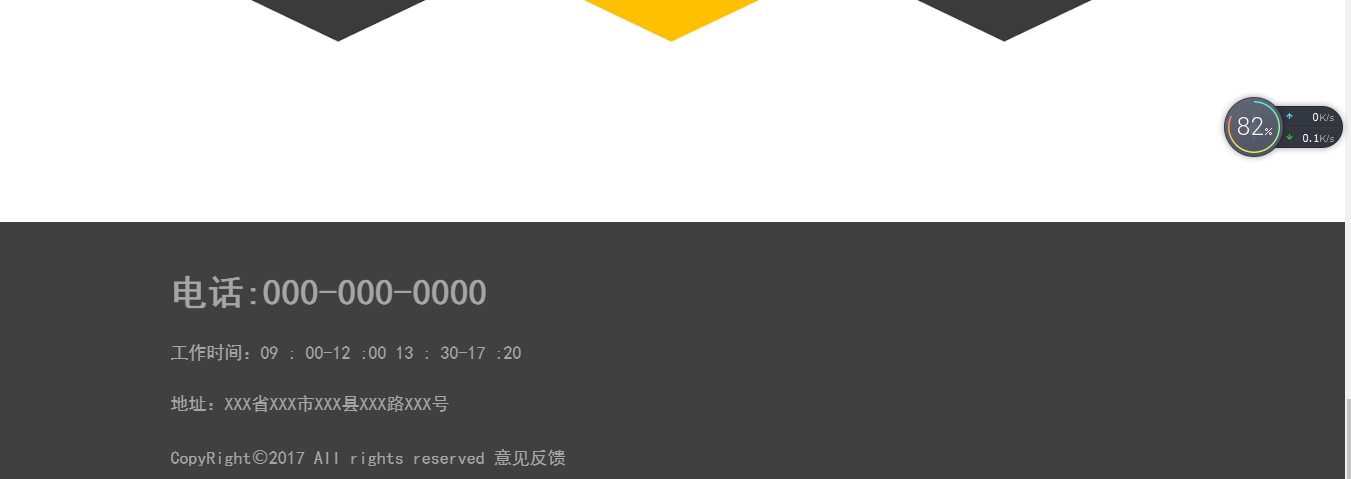 82%
0K/s
0.1K/s
电话:000-000-0000
工作时间：09 : 00-12 :00 13 : 30-17 :20
地址：XXX省XXX市XXX县XXX路XXX号
CopyRight©2017 All rights reserved 意见反馈